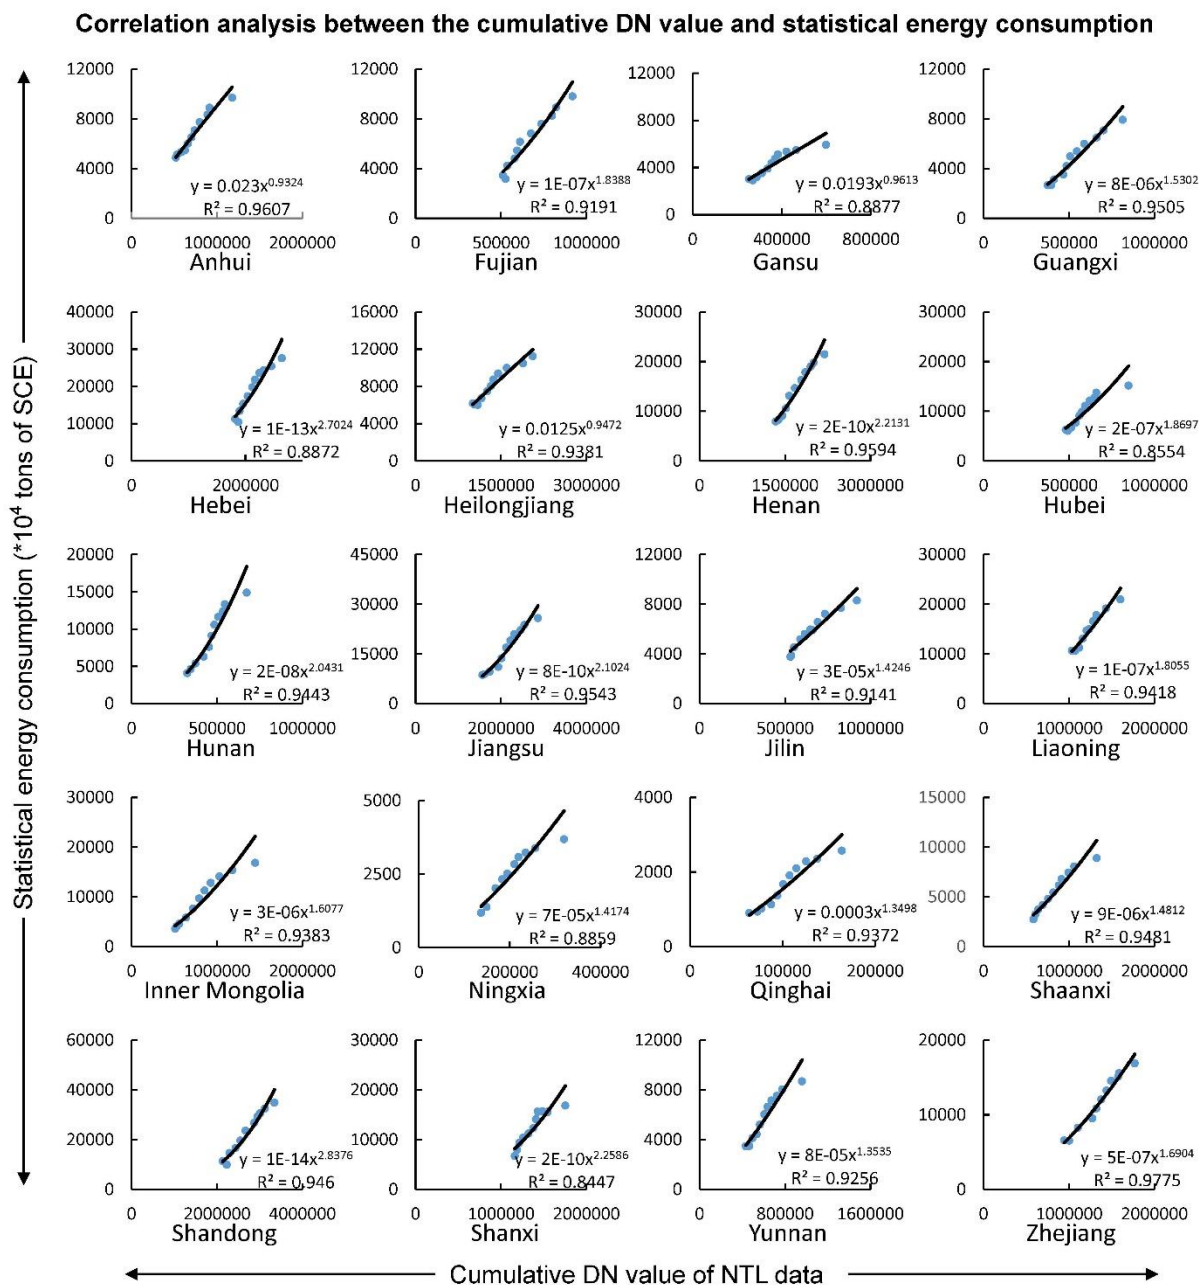 Correlation analysis between the cumulative DN value and statistical energy consumption
Statistical energy consumption (*10⁴ tons of SCE)
12000
8000
4000
0
y = 0.023x^0.9324
R² = 0.9607
0 1000000 2000000
Anhui
12000
8000
4000
0
y = 1E-07x^1.8388
R² = 0.9191
0 500000 1000000
Fujian
12000
8000
4000
0
y = 0.0193x^0.9613
R² = 0.8877
0 400000 800000
Gansu
12000
8000
4000
0
y = 8E-06x^1.5302
R² = 0.9505
0 500000 1000000
Guangxi
40000
30000
20000
10000
0
y = 1E-13x^2.7024
R² = 0.8872
0 2000000
Hebei
16000
12000
8000
4000
0
y = 0.0125x^0.9472
R² = 0.9381
0 1500000 3000000
Heilongjiang
30000
20000
10000
0
y = 2E-10x^2.2131
R² = 0.9594
0 1500000 3000000
Henan
30000
20000
10000
0
y = 2E-07x^1.8697
R² = 0.8554
0 500000 1000000
Hubei
20000
15000
10000
5000
0
y = 2E-08x^2.0431
R² = 0.9443
0 500000 1000000
Hunan
45000
30000
15000
0
y = 8E-10x^2.1024
R² = 0.9543
0 2000000 4000000
Jiangsu
12000
8000
4000
0
y = 3E-05x^1.4246
R² = 0.9141
0 500000 1000000
Jilin
30000
20000
10000
0
y = 1E-07x^1.8055
R² = 0.9418
0 1000000 2000000
Liaoning
30000
20000
10000
0
y = 3E-06x^1.6077
R² = 0.9383
0 1000000 2000000
Inner Mongolia
5000
2500
0
y = 7E-05x^1.4174
R² = 0.8859
0 200000 400000
Ningxia
4000
2000
0
y = 0.0003x^1.3498
R² = 0.9372
0 100000 200000
Qinghai
15000
10000
5000
0
y = 9E-06x^1.4812
R² = 0.9481
0 1000000 2000000
Shaanxi
60000
40000
20000
0
y = 1E-14x^2.8376
R² = 0.946
0 2000000 4000000
Shandong
30000
20000
10000
0
y = 2E-10x^2.2586
R² = 0.8447
0 1000000 2000000
Shanxi
12000
8000
4000
0
y = 8E-05x^1.3535
R² = 0.9256
0 800000 1600000
Yunnan
20000
10000
0
y = 5E-07x^1.6904
R² = 0.9775
0 1000000 2000000
Zhejiang
Cumulative DN value of NTL data